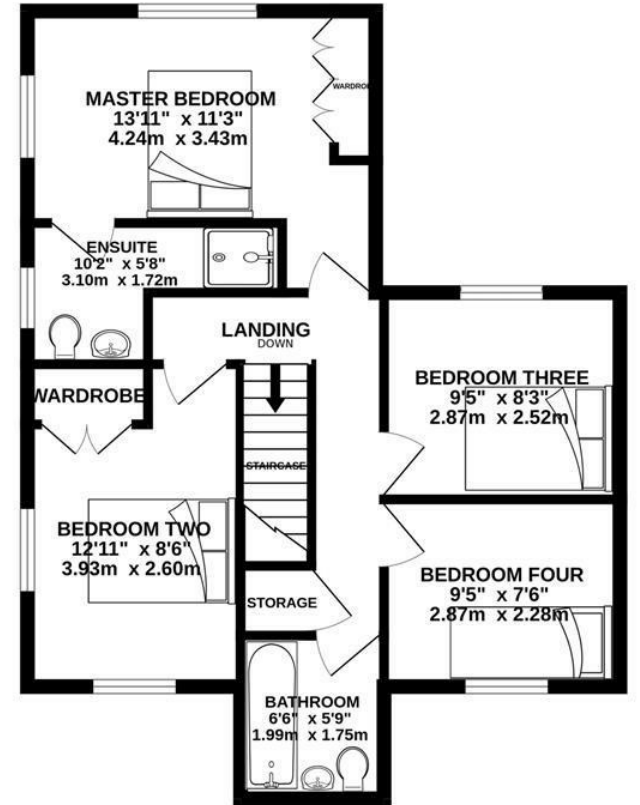 MASTER BEDROOM
13'11" x 11'3"
4.24m x 3.43m
WARDROB
ENSUITE
10'2" x 5'8"
3.10m x 1.72m
LANDING
DOWN
WARDROBE
BEDROOM THREE
9'5" x 8'3"
2.87m x 2.52m
STAIRCASE
BEDROOM TWO
12'11" x 8'6"
3.93m x 2.60m
BEDROOM FOUR
9'5" x 7'6"
2.87m x 2.28m
STORAGE
BATHROOM
6'6" x 5'9"
1.99m x 1.75m